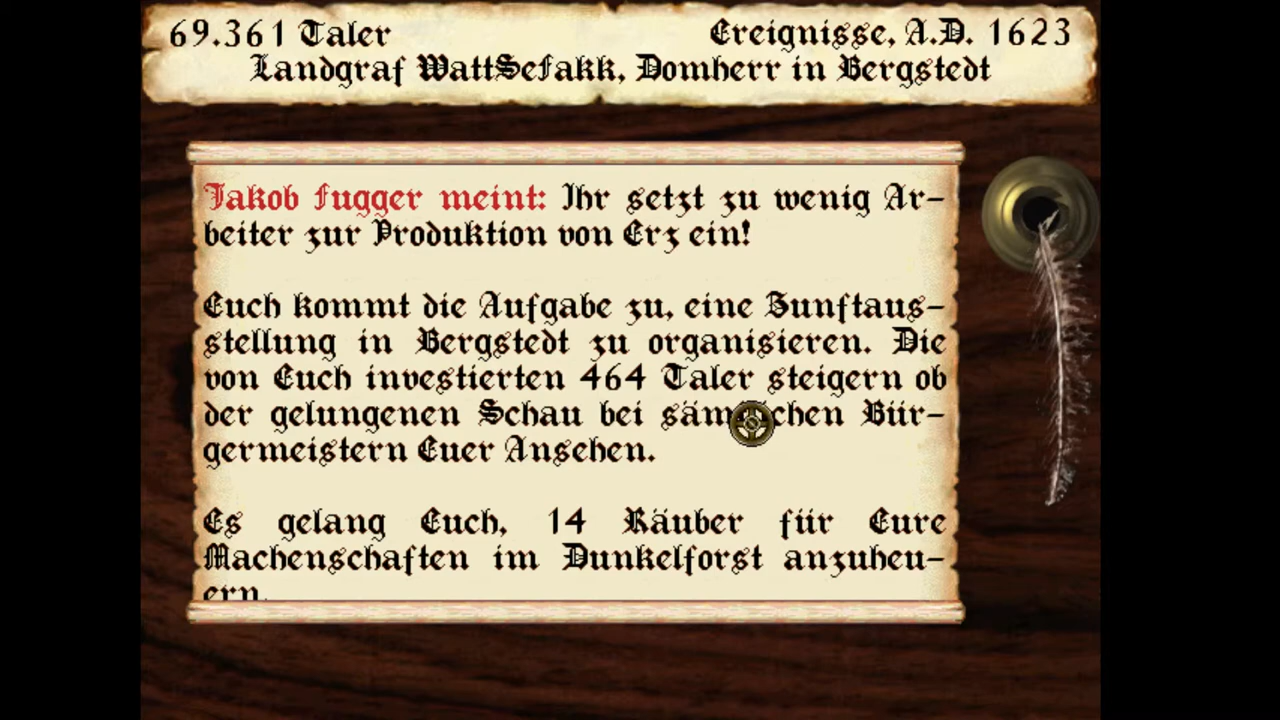 69.361 Taler Ereignisse, A.D. 1623
Landgraf WattSefakk, Domherr in Bergstedt
Jakob Fugger meint: Ihr setzt zu wenig Ar-
beiter zur Produktion von Erz ein!
Euch kommt die Aufgabe zu, eine Zunftaus-
stellung in Bergstedt zu organisieren. Die
von Euch investierten 464 Taler steigern ob
der gelungenen Schau bei Bür-
germeistern Euer Ansehen.
Es gelang Euch, 14 Räuber für Eure
Machenschaften im Dunkelforst anzuheu-
ern.